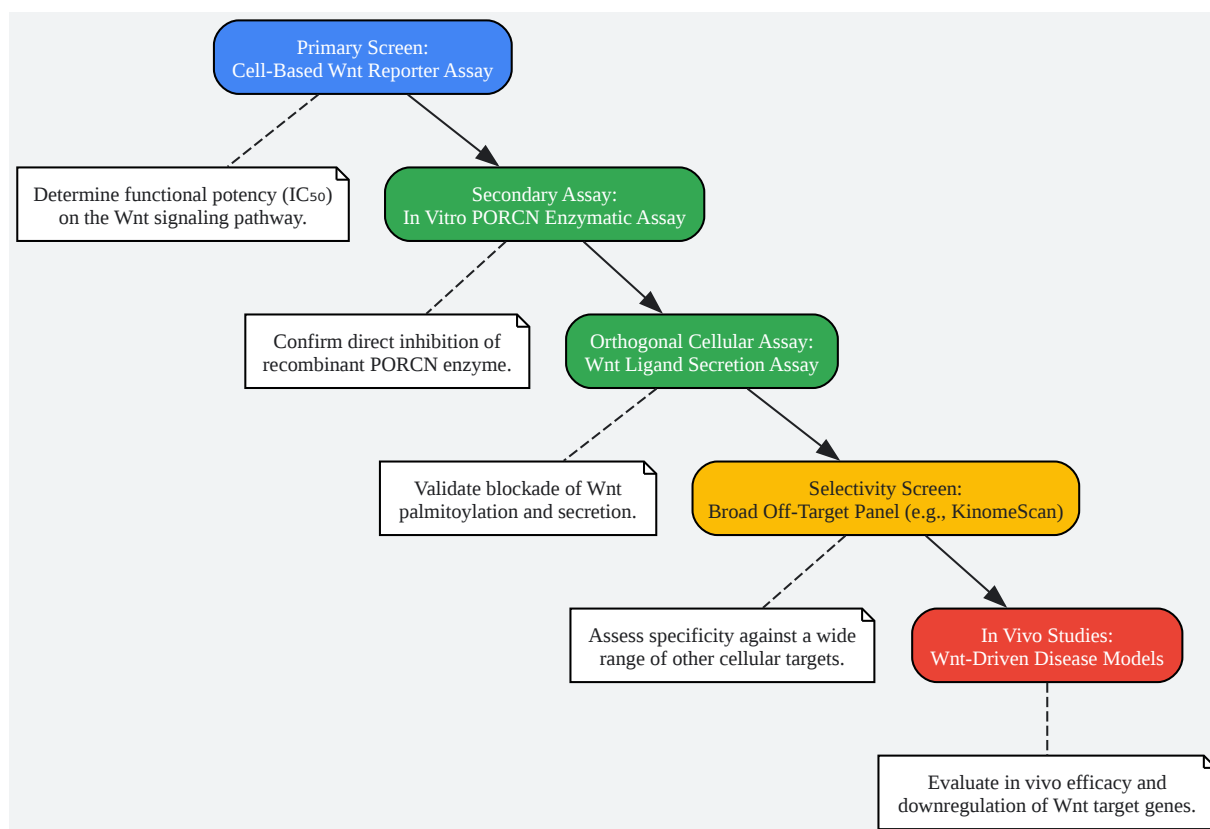 Primary Screen:
Cell-Based Wnt Reporter Assay
Determine functional potency (IC₅₀)
on the Wnt signaling pathway.
Secondary Assay:
In Vitro PORCN Enzymatic Assay
Confirm direct inhibition of
recombinant PORCN enzyme.
Orthogonal Cellular Assay:
Wnt Ligand Secretion Assay
Validate blockade of Wnt
palmitoylation and secretion.
Selectivity Screen:
Broad Off-Target Panel (e.g., KinomeScan)
Assess specificity against a wide
range of other cellular targets.
In Vivo Studies:
Wnt-Driven Disease Models
Evaluate in vivo efficacy and
downregulation of Wnt target genes.